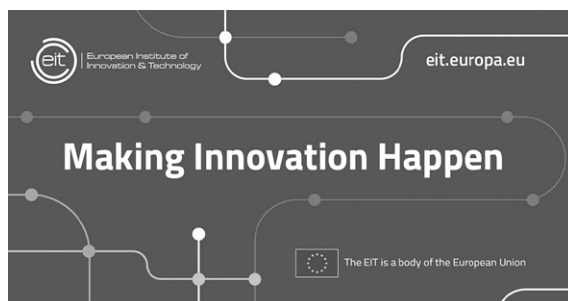 eit
European Institute of
Innovation & Technology
eit.europa.eu
Making Innovation Happen
The EIT is a body of the European Union